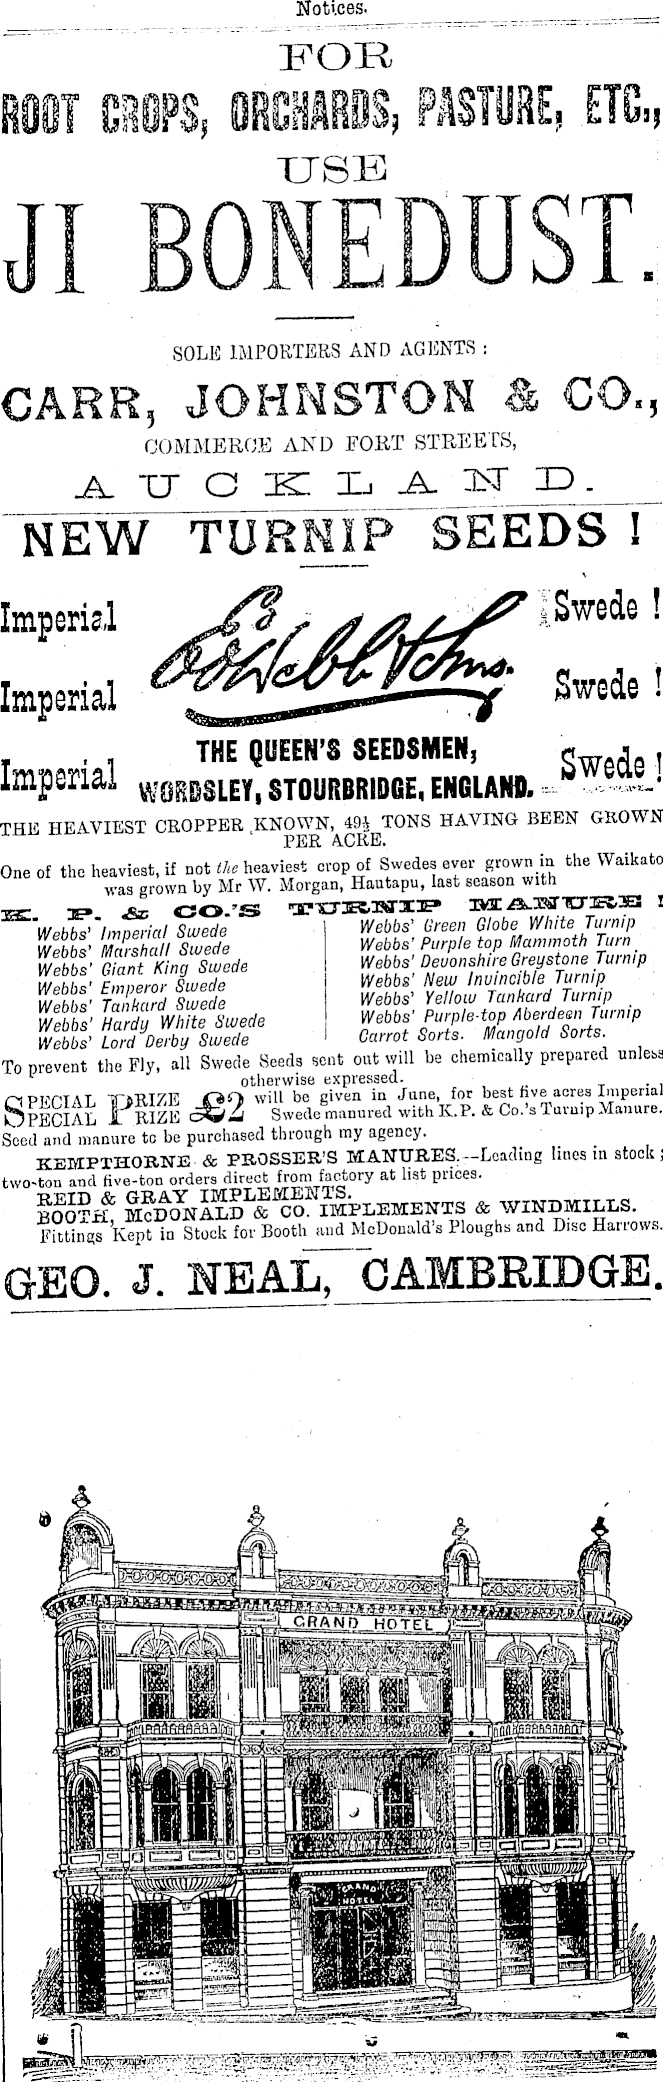 Notices.
FOR
ROOT CROPS, ORCHARDS, PASTURE, ETC.,
USE
JI BONEDUST.
SOLE IMPORTERS AND AGENTS :
CARR, JOHNSTON & CO.,
COMMERCE AND FORT STREETS,
AUCKLAND.
NEW TURNIP SEEDS !
Imperial Swede !
Imperial Swede !
Imperial Swede !
Webb & Sons.
THE QUEEN'S SEEDSMEN,
WORDSLEY, STOURBRIDGE, ENGLAND.
THE HEAVIEST CROPPER KNOWN, 49½ TONS HAVING BEEN GROWN
PER ACRE.
One of the heaviest, if not the heaviest crop of Swedes ever grown in the Waikato
was grown by Mr W. Morgan, Hautapu, last season with
K. P. & CO.'S TURNIP MANURE !
Webbs' Imperial Swede
Webbs' Marshall Swede
Webbs' Giant King Swede
Webbs' Emperor Swede
Webbs' Tankard Swede
Webbs' Hardy White Swede
Webbs' Lord Derby Swede
Webbs' Green Globe White Turnip
Webbs' Purple top Mammoth Turn
Webbs' Devonshire Greystone Turnip
Webbs' New Invincible Turnip
Webbs' Yellow Tankard Turnip
Webbs' Purple-top Aberdeen Turnip
Carrot Sorts. Mangold Sorts.
To prevent the Fly, all Swede Seeds sent out will be chemically prepared unless
otherwise expressed.
SPECIAL PRIZE £2 will be given in June, for best five acres Imperial
SPECIAL PRIZE Swede manured with K.P. & Co.'s Turnip Manure.
Seed and manure to be purchased through my agency.
KEMPTHORNE & PROSSER'S MANURES.--Leading lines in stock ;
two-ton and five-ton orders direct from factory at list prices.
REID & GRAY IMPLEMENTS.
BOOTH, McDONALD & CO. IMPLEMENTS & WINDMILLS.
Fittings Kept in Stock for Booth and McDonald's Ploughs and Disc Harrows.
GEO. J. NEAL, CAMBRIDGE.
GRAND HOTEL
GRAND
HOTEL